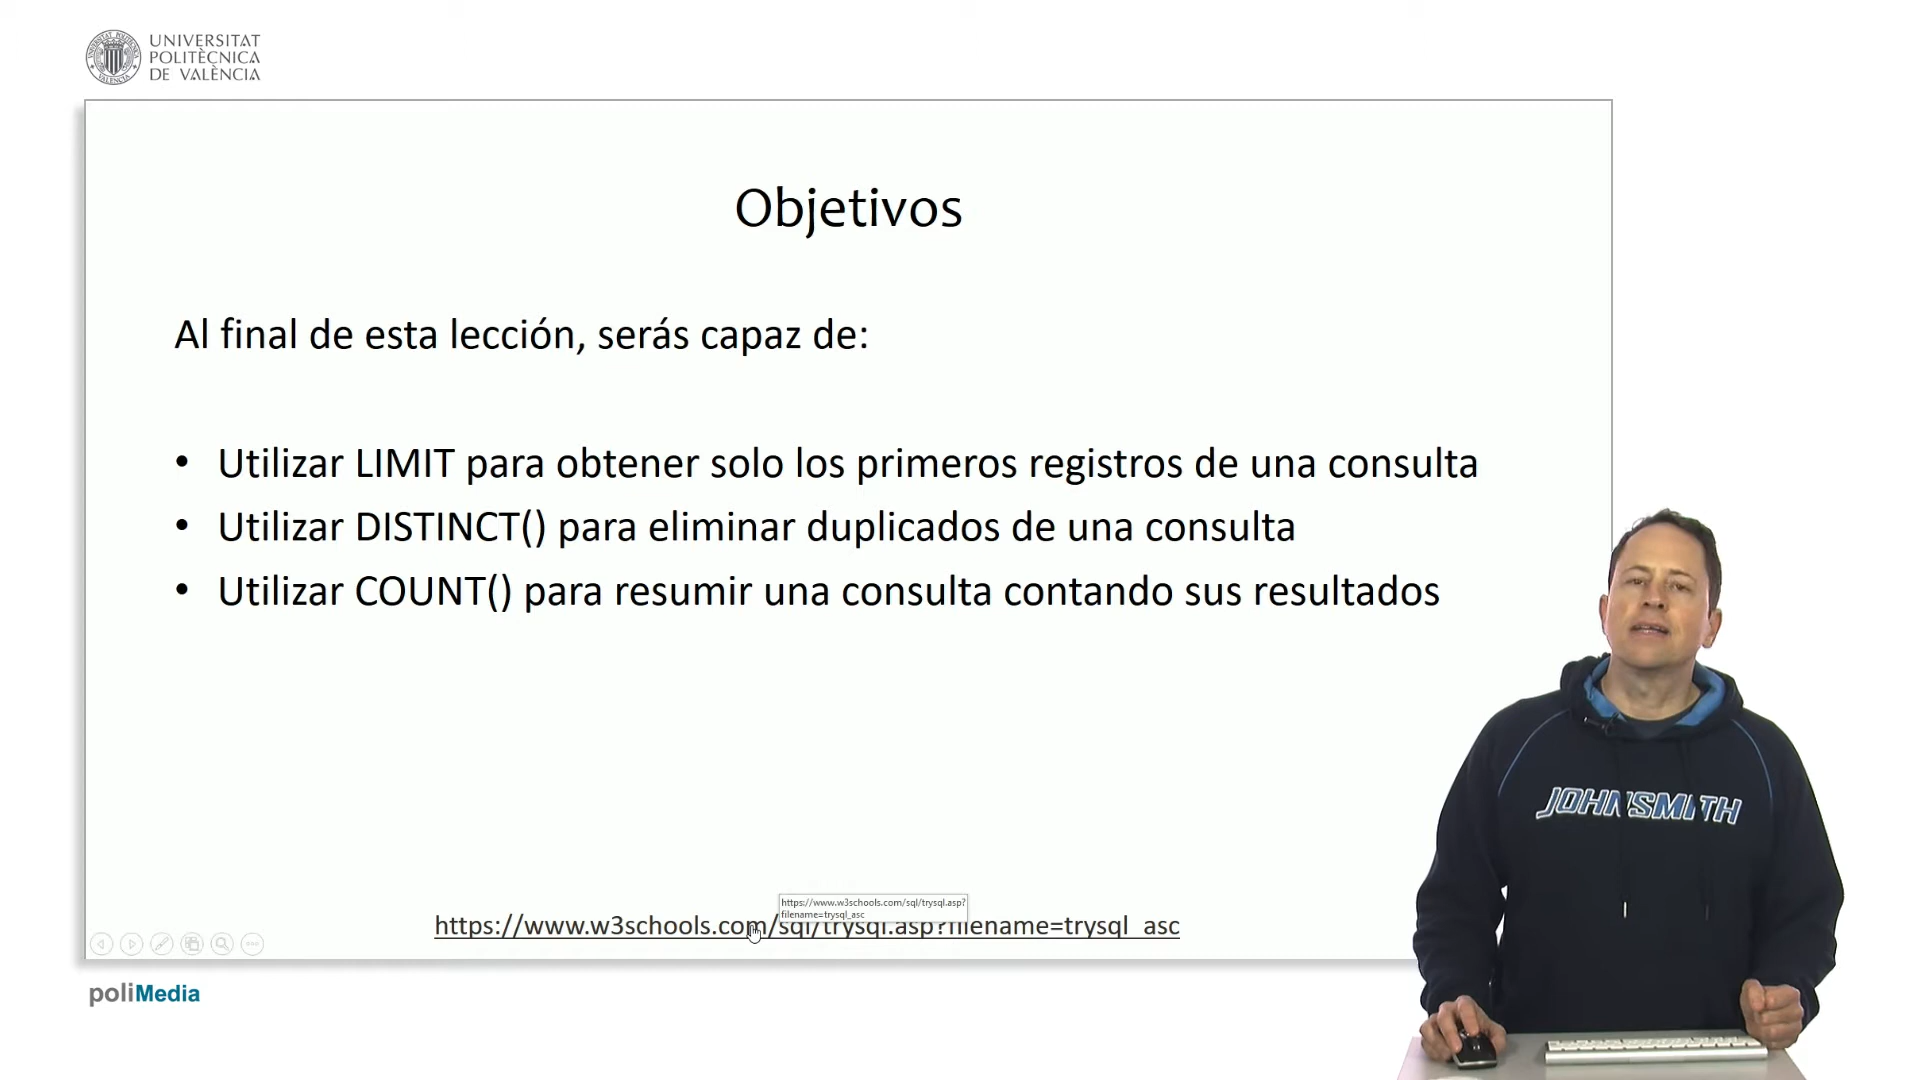 UNIVERSITAT
POLITÈCNICA
DE VALÈNCIA
Objetivos
Al final de esta lección, serás capaz de:
• Utilizar LIMIT para obtener solo los primeros registros de una consulta
• Utilizar DISTINCT() para eliminar duplicados de una consulta
• Utilizar COUNT() para resumir una consulta contando sus resultados
https://www.w3schools.com/sql/trysql.asp?
filename=trysql_asc
https://www.w3schools.com/sql/trysql.asp?filename=trysql_asc
poliMedia
JOHNSMITH